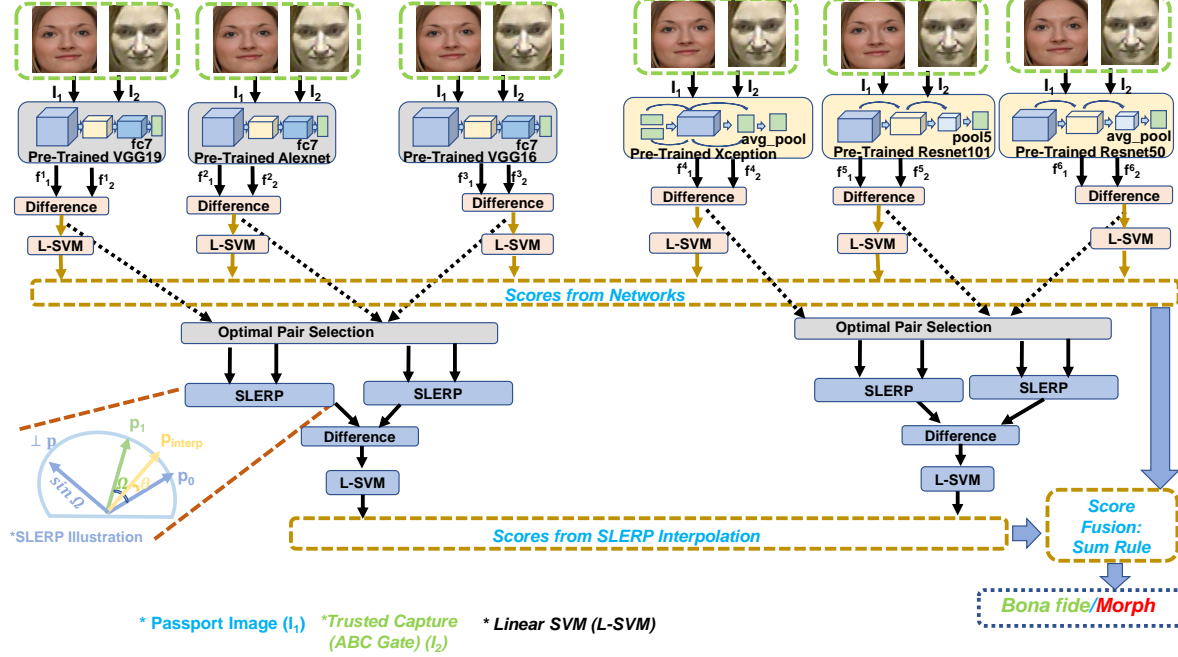 I1 I2 I1 I2 I1 I2 I1 I2 I1 I2 I1 I2
fc7 fc7 fc7 avg_pool pool5 avg_pool
Pre-Trained VGG19 Pre-Trained Alexnet Pre-Trained VGG16 Pre-Trained Xception Pre-Trained Resnet101 Pre-Trained Resnet50
f¹₁ f¹₂ f²₁ f²₂ f³₁ f³₂ f⁴₁ f⁴₂ f⁵₁ f⁵₂ f⁶₁ f⁶₂
Difference Difference Difference Difference Difference Difference
L-SVM L-SVM L-SVM L-SVM L-SVM L-SVM
Scores from Networks
Optimal Pair Selection Optimal Pair Selection
SLERP SLERP SLERP SLERP
Difference Difference
L-SVM L-SVM
⊥ p p₁ p_interp p₀
sin Ω Ω θ
*SLERP Illustration
Scores from SLERP Interpolation
Score
Fusion:
Sum Rule
Bona fide/Morph
* Passport Image (I₁) *Trusted Capture * Linear SVM (L-SVM)
(ABC Gate) (I₂)